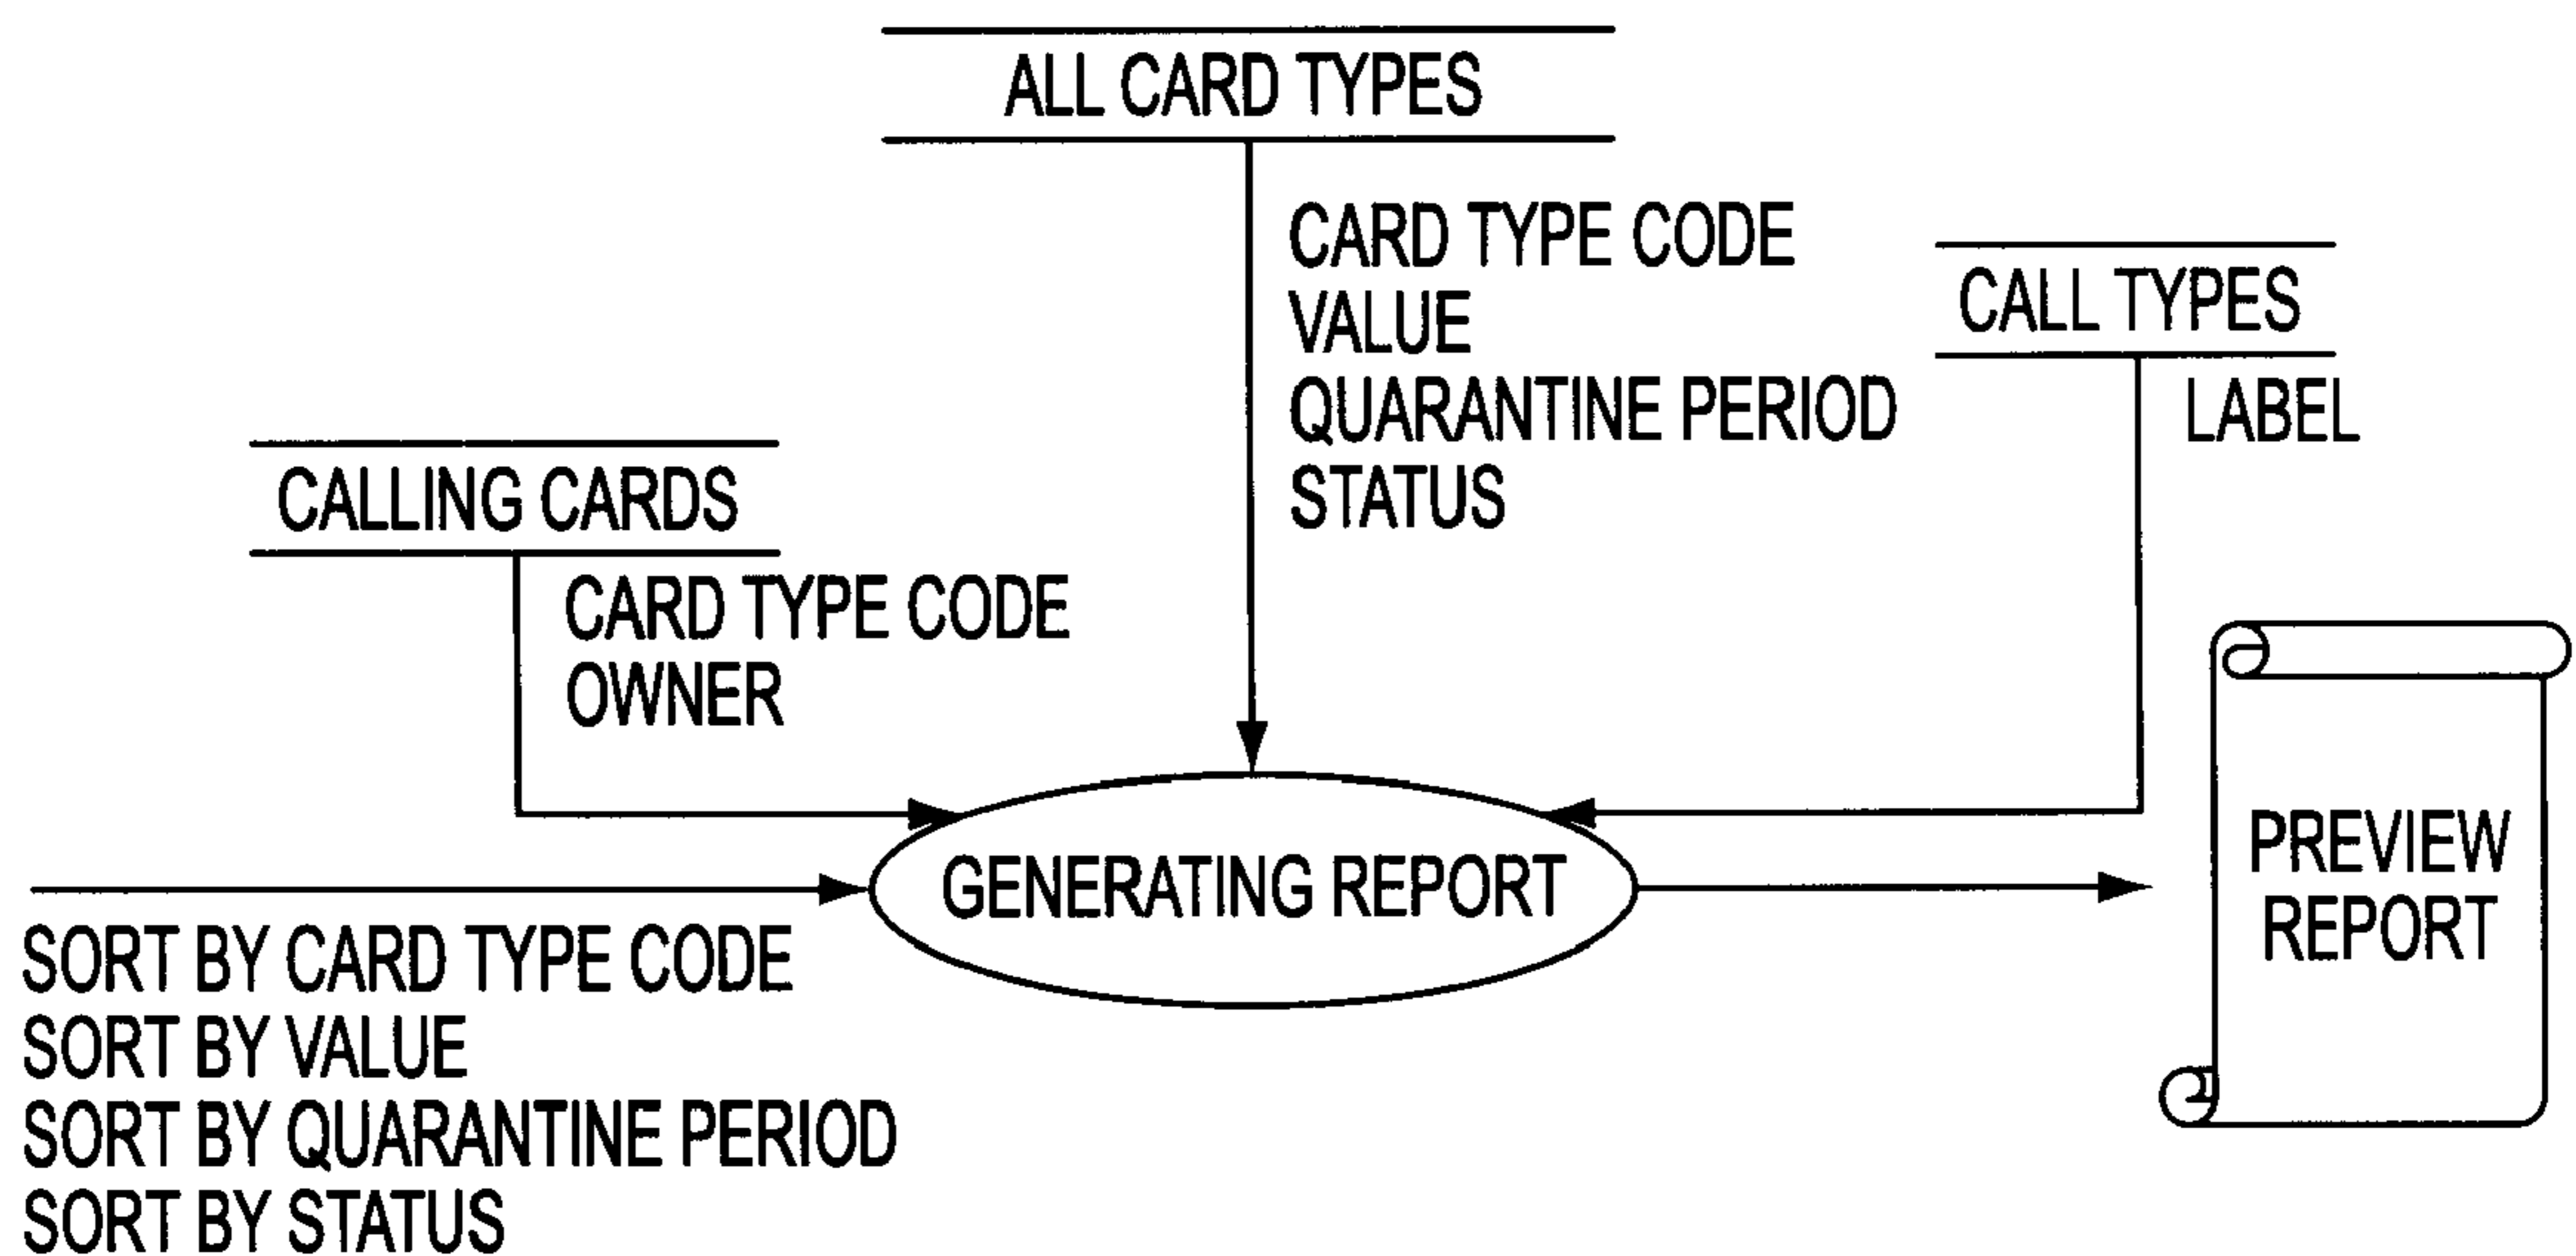 ALL CARD TYPES
CARD TYPE CODE
VALUE
QUARANTINE PERIOD
STATUS
CALL TYPES
LABEL
CALLING CARDS
CARD TYPE CODE
OWNER
GENERATING REPORT
PREVIEW
REPORT
SORT BY CARD TYPE CODE
SORT BY VALUE
SORT BY QUARANTINE PERIOD
SORT BY STATUS